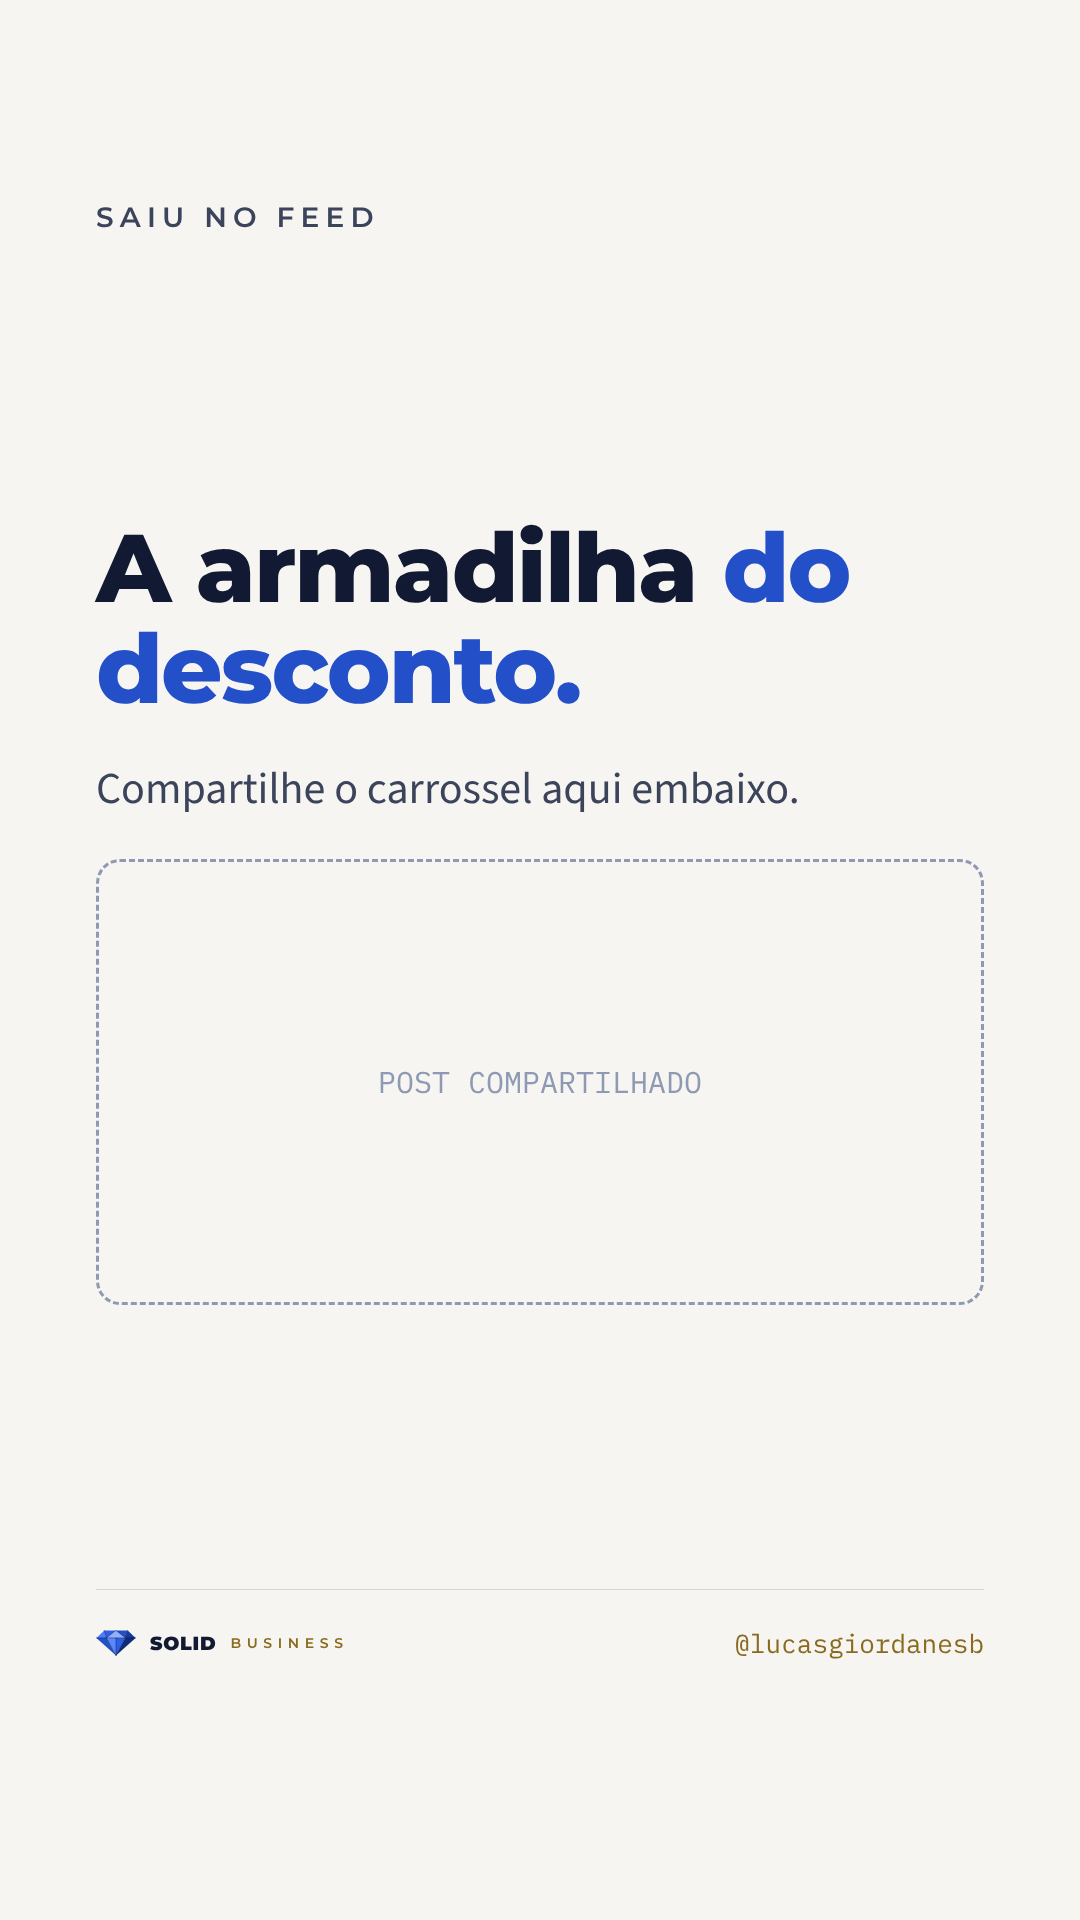 SAIU NO FEED
A armadilha do
desconto.
Compartilhe o carrossel aqui embaixo.
POST COMPARTILHADO
SOLID BUSINESS
@lucasgiordanesb